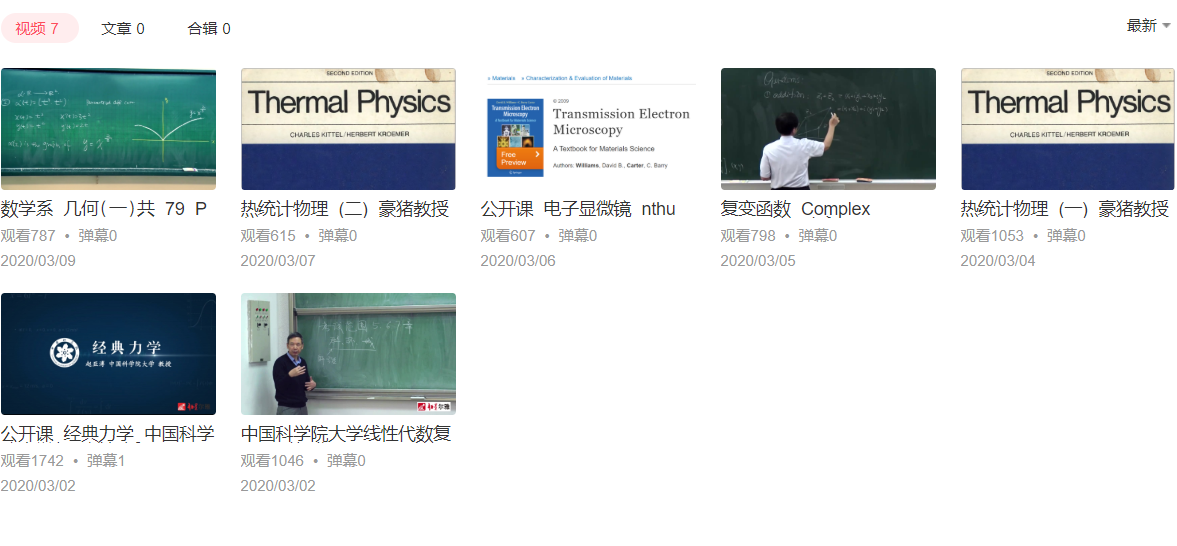 视频 7
文章 0
合辑 0
最新
SECOND EDITION
Thermal Physics
CHARLES KITTEL/HERBERT KROEMER
» Materials » Characterization & Evaluation of Materials
Transmission Electron
Microscopy
A Textbook for Materials Science
Free
Preview
© 2009
Transmission Electron
Microscopy
A Textbook for Materials Science
Authors: Williams, David B., Carter, C. Barry
SECOND EDITION
Thermal Physics
CHARLES KITTEL/HERBERT KROEMER
数学系 几何(一)共 79 P
观看787 • 弹幕0
2020/03/09
热统计物理 (二) 豪猪教授
观看615 • 弹幕0
2020/03/07
公开课 电子显微镜 nthu
观看607 • 弹幕0
2020/03/06
复变函数 Complex
观看798 • 弹幕0
2020/03/05
热统计物理 (一) 豪猪教授
观看1053 • 弹幕0
2020/03/04
经典力学
赵亚溥 中国科学院大学 教授
公开课 经典力学 中国科学
观看1742 • 弹幕1
2020/03/02
中国科学院大学线性代数复
观看1046 • 弹幕0
2020/03/02